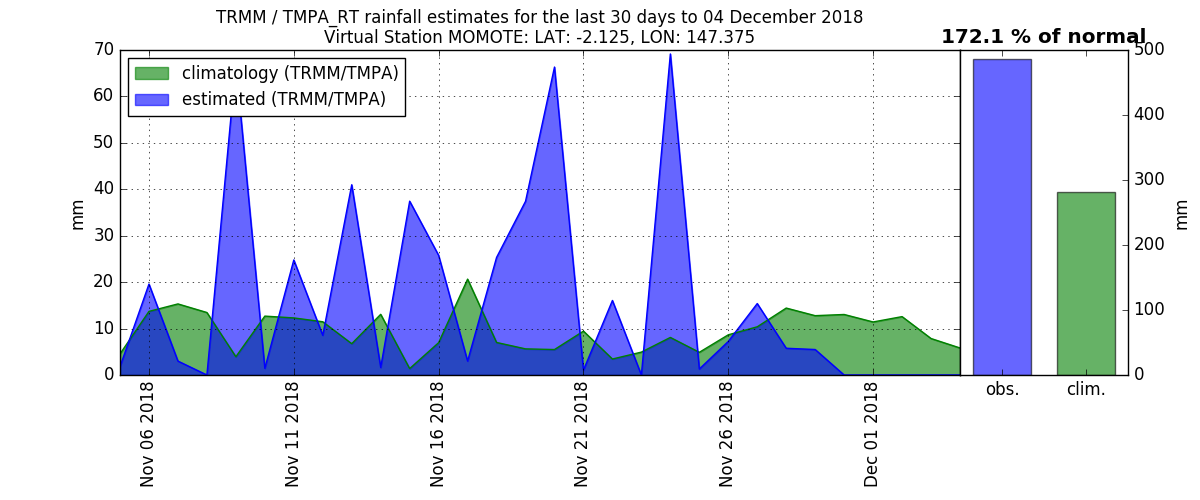 TRMM / TMPA_RT rainfall estimates for the last 30 days to 04 December 2018
Virtual Station MOMOTE: LAT: -2.125, LON: 147.375
172.1 % of normal
climatology (TRMM/TMPA)
estimated (TRMM/TMPA)
70
60
50
40
30
20
10
0
mm
Nov 06 2018
Nov 11 2018
Nov 16 2018
Nov 21 2018
Nov 26 2018
Dec 01 2018
obs.
clim.
500
400
300
200
100
0
mm